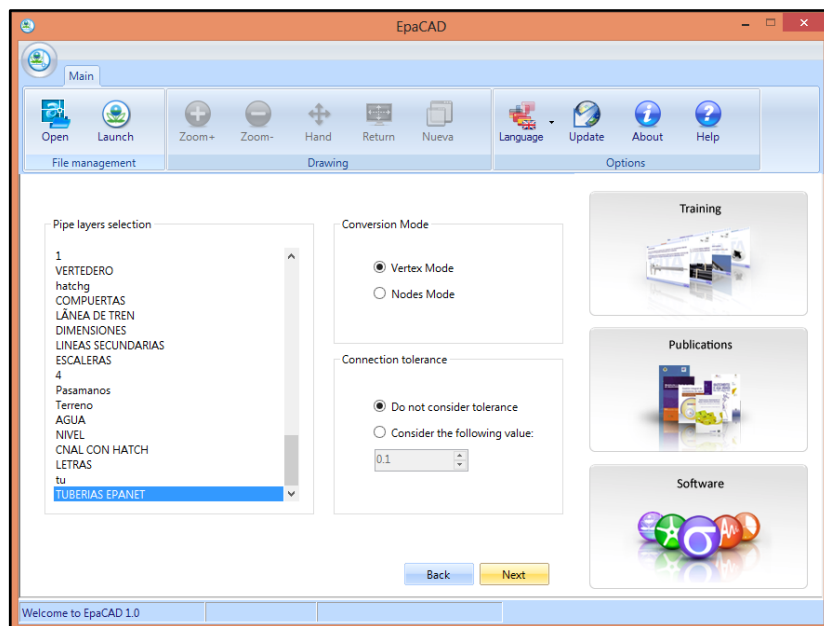 EpaCAD
Main
Open
Launch
Zoom+
Zoom-
Hand
Return
Nueva
Language
Update
About
Help
File management
Drawing
Options
Pipe layers selection
1
VERTEDERO
hatchg
COMPUERTAS
LÃNEA DE TREN
DIMENSIONES
LINEAS SECUNDARIAS
ESCALERAS
4
Pasamanos
Terreno
AGUA
NIVEL
CNAL CON HATCH
LETRAS
tu
TUBERIAS EPANET
Conversion Mode
Vertex Mode
Nodes Mode
Connection tolerance
Do not consider tolerance
Consider the following value:
0.1
Back
Next
Training
Publications
Software
Welcome to EpaCAD 1.0